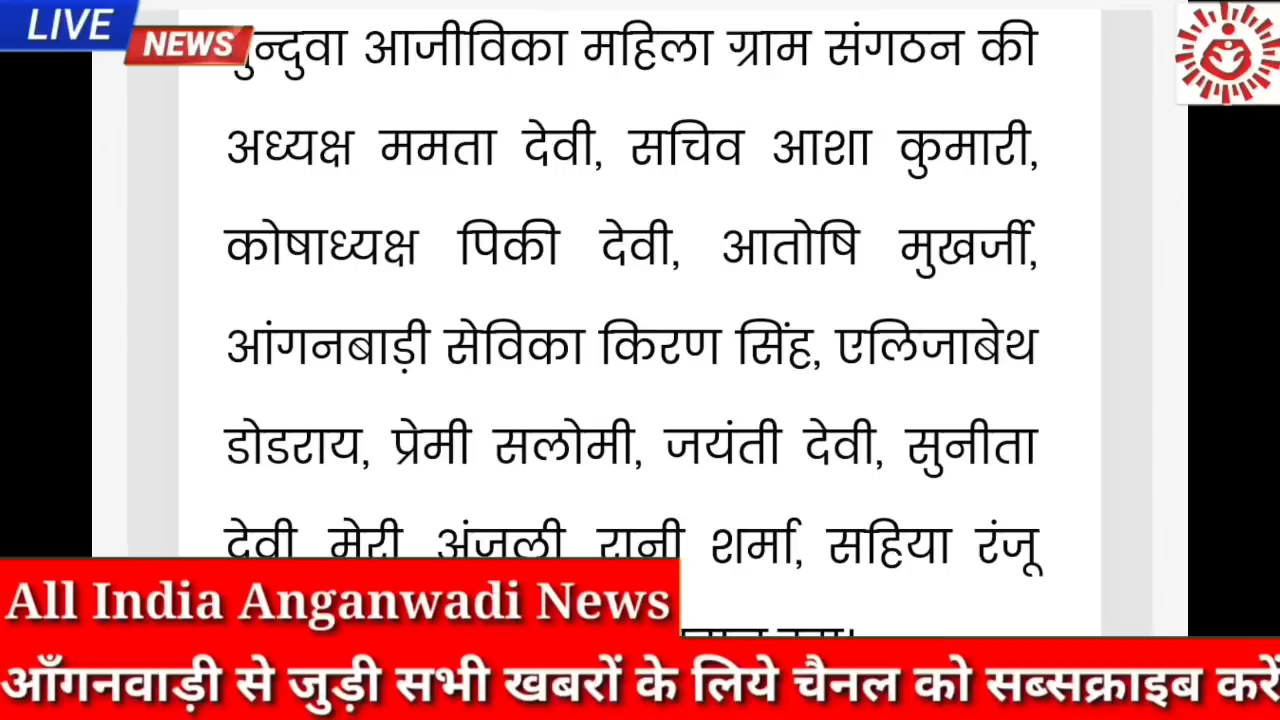 LIVE
NEWS
आजीविका महिला ग्राम संगठन की
अध्यक्ष ममता देवी, सचिव आशा कुमारी,
कोषाध्यक्ष पिकी देवी, आतोषि मुखर्जी,
आंगनबाड़ी सेविका किरण सिंह, एलिजाबेथ
डोडराय, प्रेमी सलोमी, जयंती देवी, सुनीता
देवी मेरी अंजली रानी शर्मा, सहिया रंजू
All India Anganwadi News
आँगनवाड़ी से जुड़ी सभी खबरों के लिये चैनल को सब्सक्राइब करें